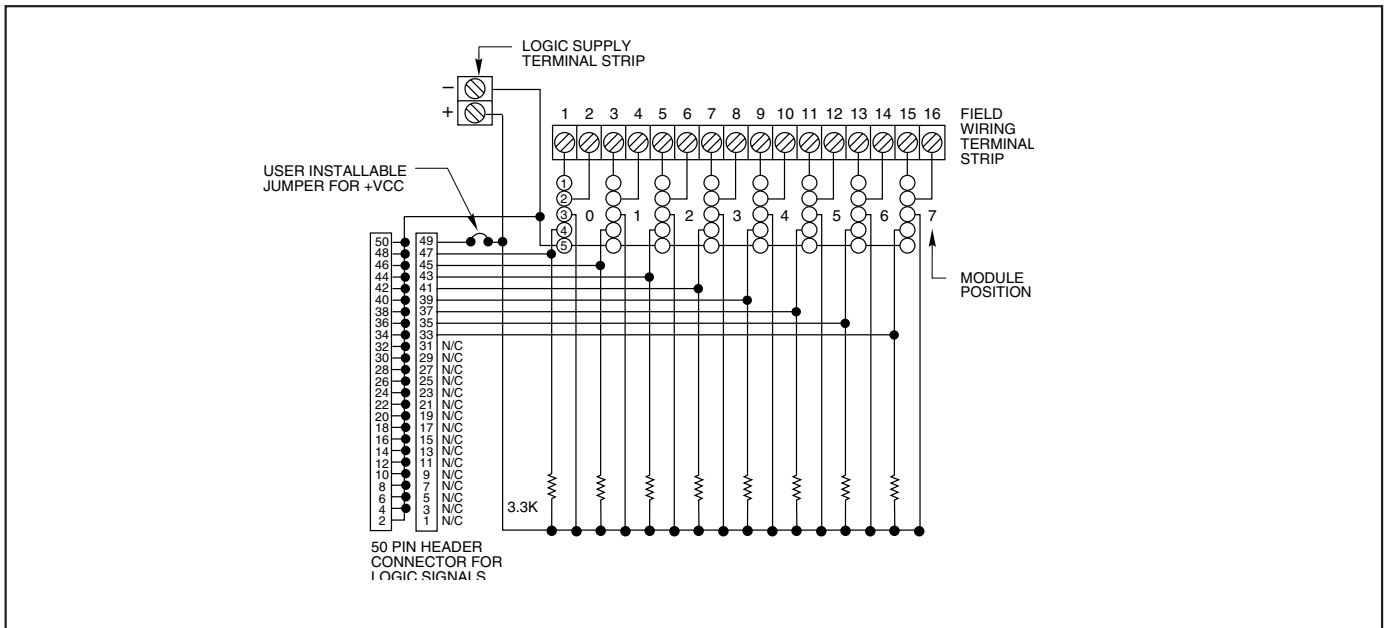 LOGIC SUPPLY
TERMINAL STRIP
−
+
1 2 3 4 5 6 7 8 9 10 11 12 13 14 15 16
FIELD
WIRING
TERMINAL
STRIP
USER INSTALLABLE
JUMPER FOR +VCC
1
2
3
4
5
0 1 2 3 4 5 6 7
MODULE
POSITION
50 49
48 47
46 45
44 43
42 41
40 39
38 37
36 35
34 33
32 31 N/C
30 29 N/C
28 27 N/C
26 25 N/C
24 23 N/C
22 21 N/C
20 19 N/C
18 17 N/C
16 15 N/C
14 13 N/C
12 11 N/C
10 9 N/C
8 7 N/C
6 5 N/C
4 3 N/C
2 1 N/C
3.3K
50 PIN HEADER
CONNECTOR FOR
LOGIC SIGNALS